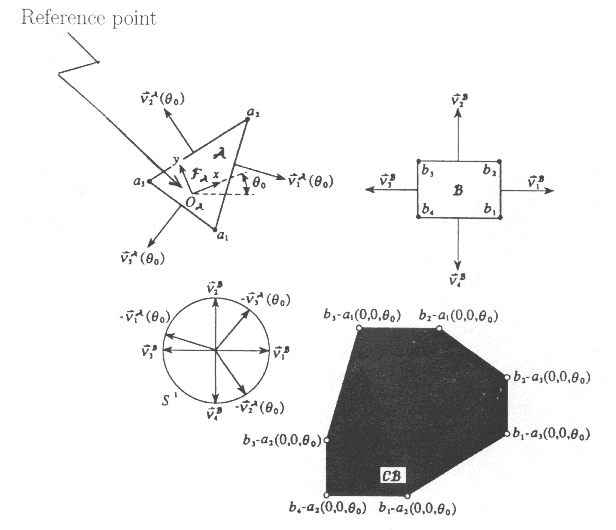 Reference point
v⃗₂^𝒜(θ₀)
a₂
y
𝓕_𝒜
x
𝒜
θ₀
v⃗₁^𝒜(θ₀)
a₃
O_𝒜
a₁
v⃗₃^𝒜(θ₀)
v⃗₂^ℬ
b₃ b₂
v⃗₃^ℬ ℬ v⃗₁^ℬ
b₄ b₁
v⃗₄^ℬ
v⃗₂^ℬ
-v⃗₃^𝒜(θ₀)
-v⃗₁^𝒜(θ₀)
v⃗₃^ℬ v⃗₁^ℬ
S¹ v⃗₄^ℬ -v⃗₂^𝒜(θ₀)
b₃-a₁(0,0,θ₀) b₂-a₁(0,0,θ₀)
b₂-a₃(0,0,θ₀)
b₃-a₂(0,0,θ₀) b₁-a₃(0,0,θ₀)
𝒞ℬ
b₄-a₂(0,0,θ₀) b₁-a₂(0,0,θ₀)